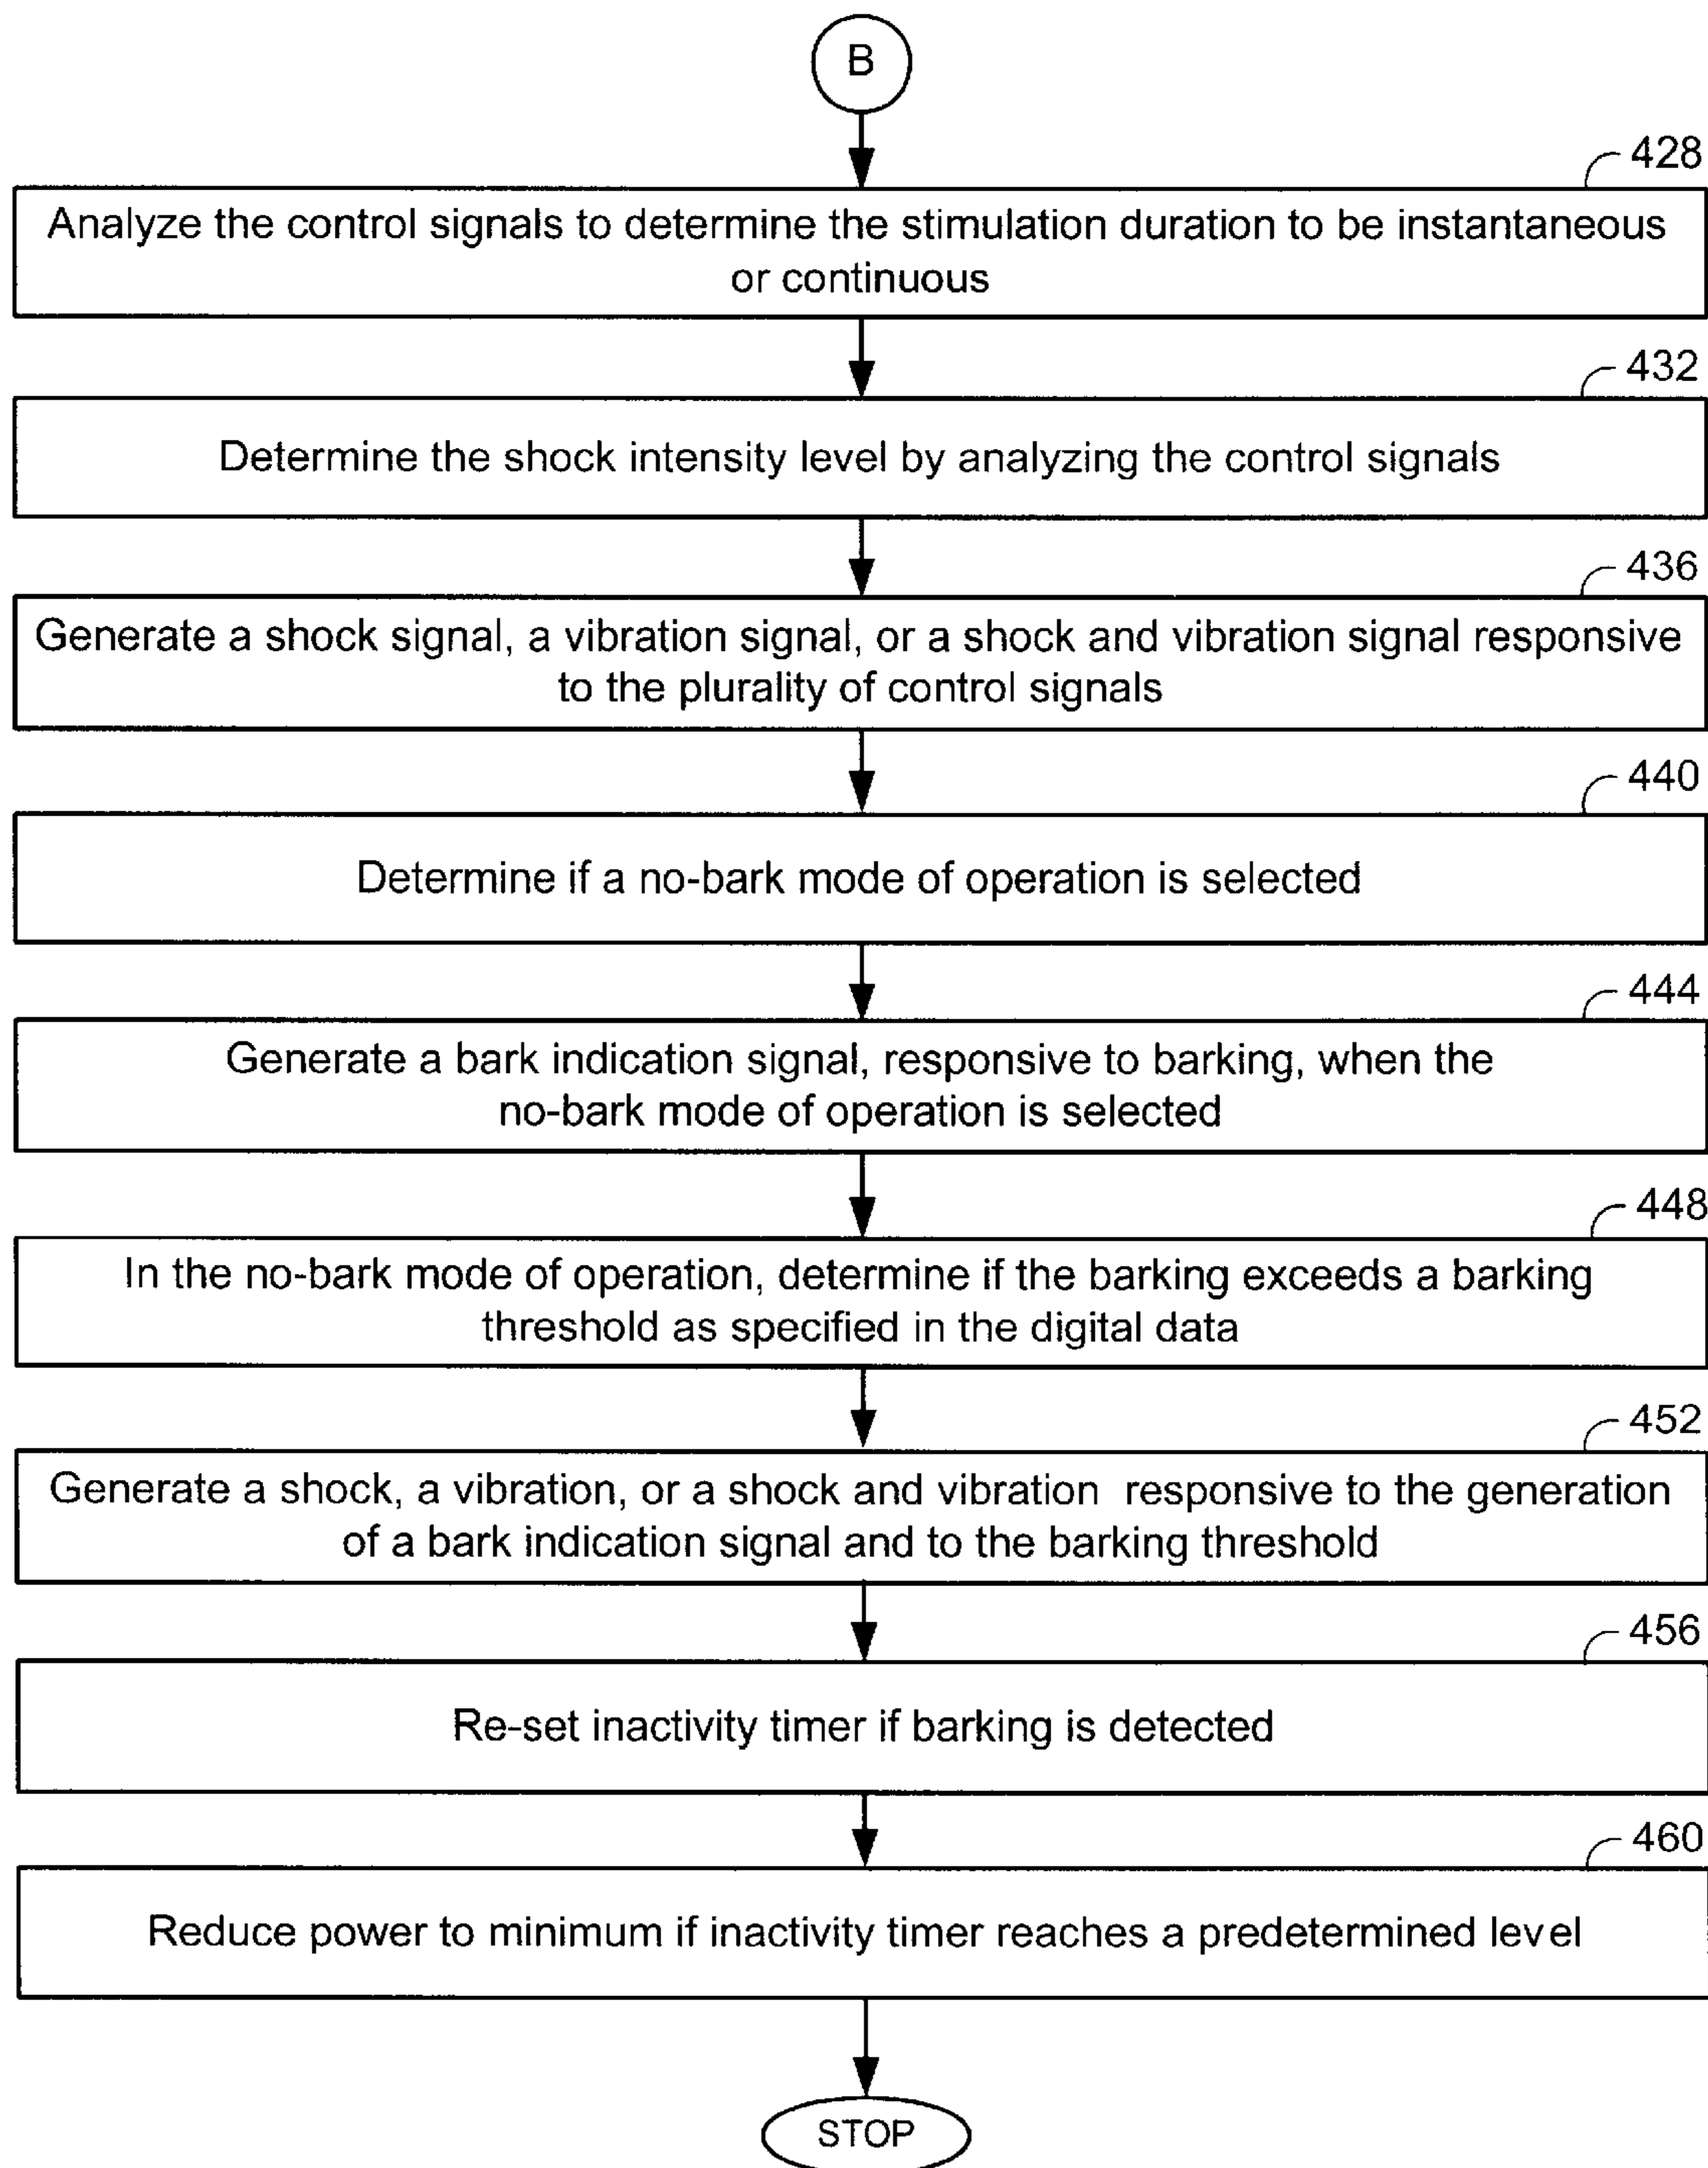 B
428
Analyze the control signals to determine the stimulation duration to be instantaneous
or continuous
432
Determine the shock intensity level by analyzing the control signals
436
Generate a shock signal, a vibration signal, or a shock and vibration signal responsive
to the plurality of control signals
440
Determine if a no-bark mode of operation is selected
444
Generate a bark indication signal, responsive to barking, when the
no-bark mode of operation is selected
448
In the no-bark mode of operation, determine if the barking exceeds a barking
threshold as specified in the digital data
452
Generate a shock, a vibration, or a shock and vibration responsive to the generation
of a bark indication signal and to the barking threshold
456
Re-set inactivity timer if barking is detected
460
Reduce power to minimum if inactivity timer reaches a predetermined level
STOP